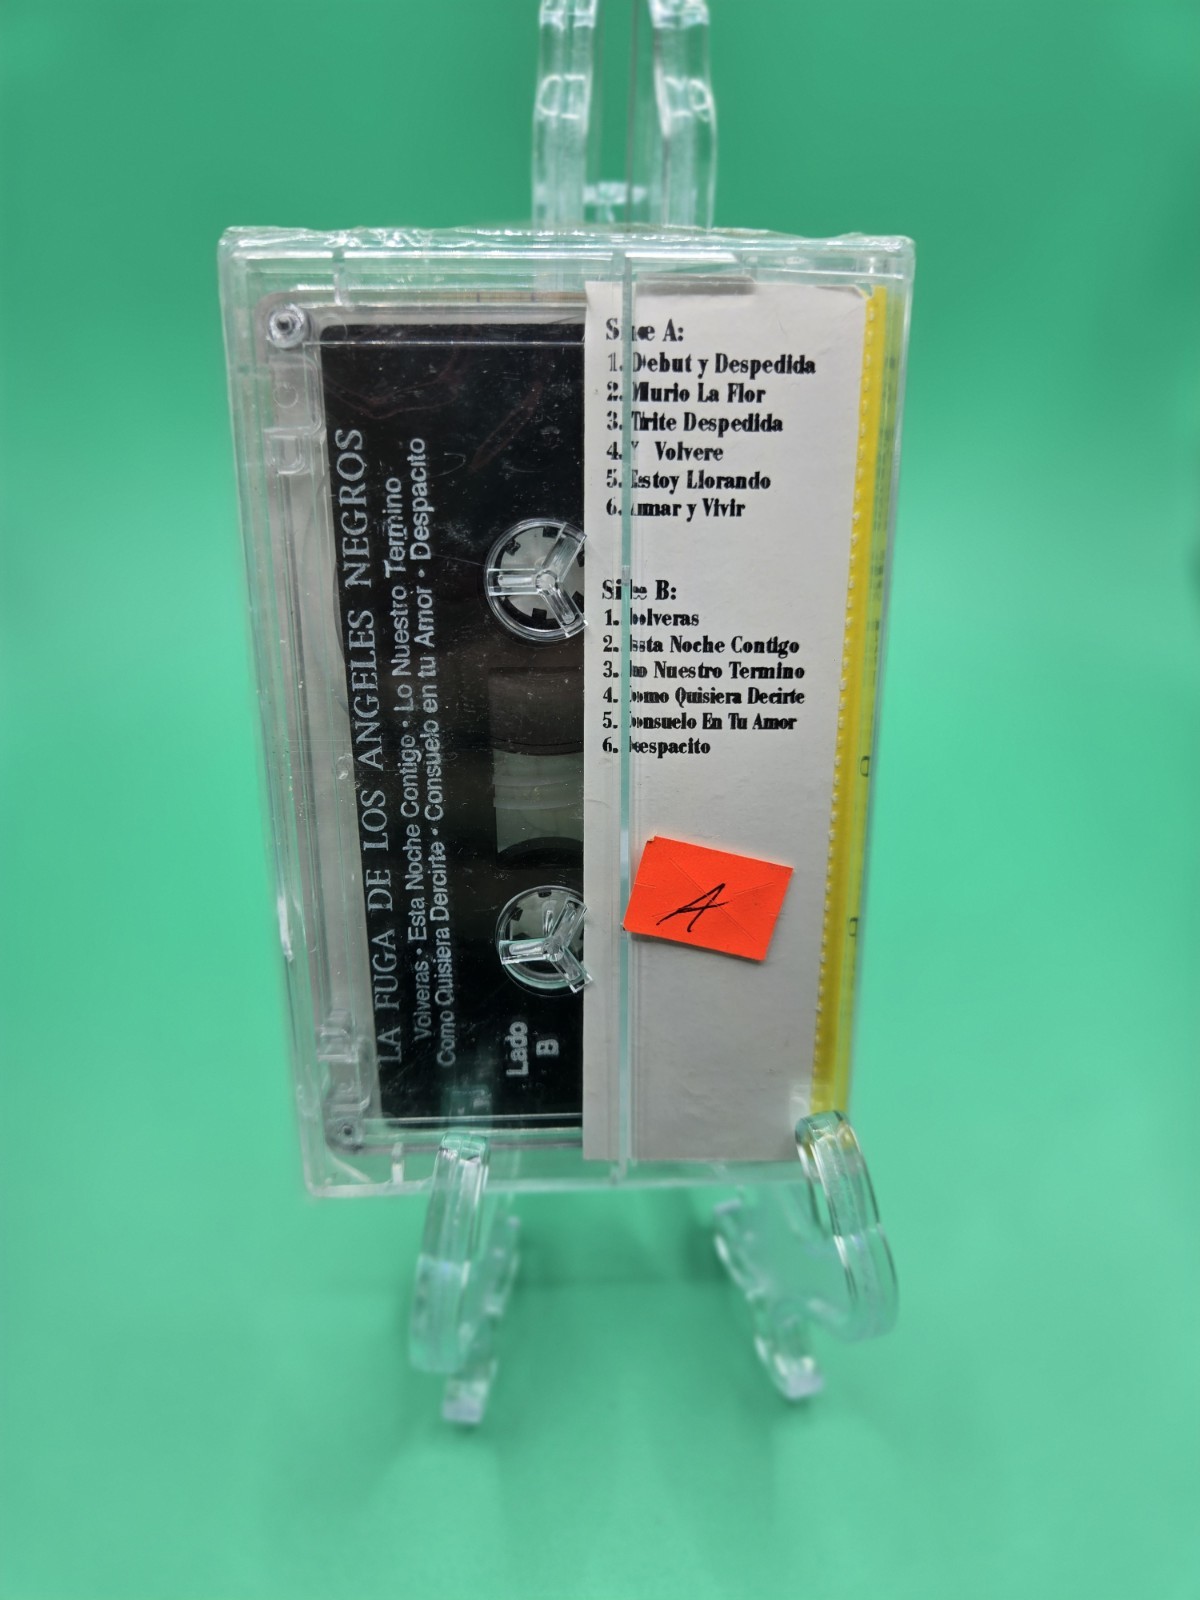 LA FUGA DE LOS ANGELES NEGROS
Volveras • Esta Noche Contigo • Lo Nuestro Termino
Como Quisiera Dercirte • Consuelo en tu Amor • Despacito
Lado
B
Side A:
1. Debut y Despedida
2. Murio La Flor
3. Trite Despedida
4. Y Volvere
5. Estoy Llorando
6. Amar y Vivir
Side B:
1. Volveras
2. Esta Noche Contigo
3. Lo Nuestro Termino
4. Como Quisiera Decirte
5. Consuelo En Tu Amor
6. Despacito
A